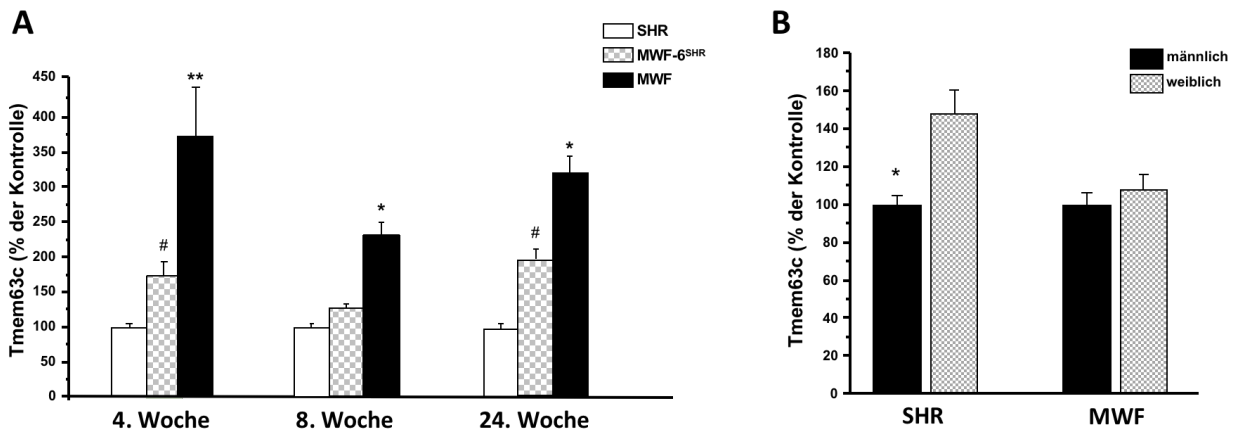 A
SHR
MWF-6SHR
MWF
Tmem63c (% der Kontrolle)
450
400
350
300
250
200
150
100
50
0
**
#
*
#
*
4. Woche
8. Woche
24. Woche
B
männlich
weiblich
Tmem63c (% der Kontrolle)
180
160
140
120
100
80
60
40
20
0
*
SHR
MWF